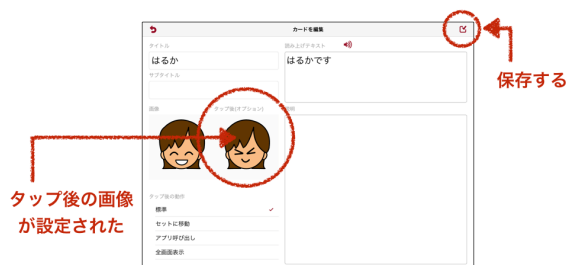 カードを編集
タイトル
読み上げテキスト
はるか
はるかです
サブタイトル
保存する
画像
タップ後(オプション)
説明
タップ後の画像
が設定された
タップ後の動作
標準
セットに移動
アプリ呼び出し
全画面表示